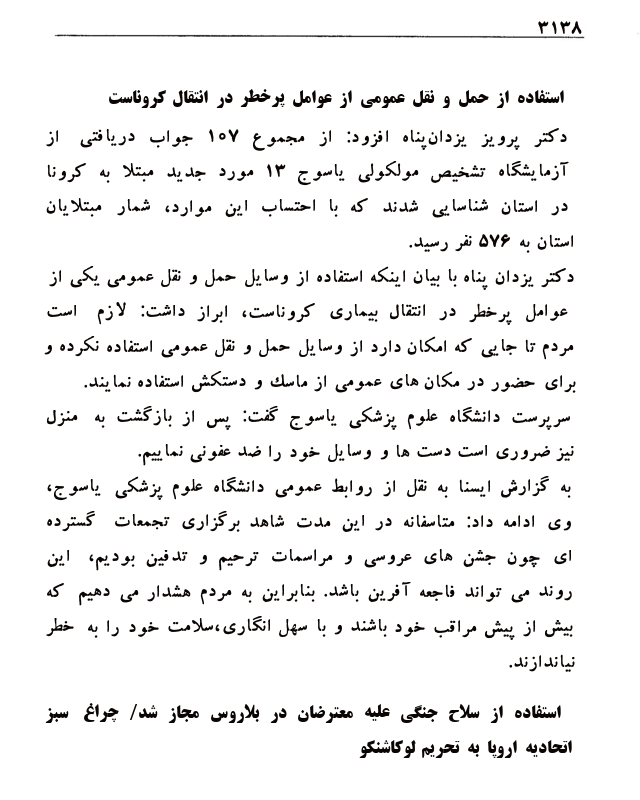 ۳۱۳۸
استفاده از حمل و نقل عمومی از عوامل پرخطر در انتقال کروناست
دکتر پرویز یزدان‌پناه افزود: از مجموع ۱۰۷ جواب دریافتی از
آزمایشگاه تشخیص مولکولی یاسوج ۱۳ مورد جدید مبتلا به کرونا
در استان شناسایی شدند که با احتساب این موارد، شمار مبتلایان
استان به ۵۷۶ نفر رسید.
دکتر یزدان پناه با بیان اینکه استفاده از وسایل حمل و نقل عمومی یکی از
عوامل پرخطر در انتقال بیماری کروناست، ابراز داشت: لازم است
مردم تا جایی که امکان دارد از وسایل حمل و نقل عمومی استفاده نکرده و
برای حضور در مکان های عمومی از ماسك و دستکش استفاده نمایند.
سرپرست دانشگاه علوم پزشکی یاسوج گفت: پس از بازگشت به منزل
نیز ضروری است دست ها و وسایل خود را ضد عفونی نماییم.
به گزارش ایسنا به نقل از روابط عمومی دانشگاه علوم پزشکی یاسوج،
وی ادامه داد: متاسفانه در این مدت شاهد برگزاری تجمعات گسترده
ای چون جشن های عروسی و مراسمات ترحیم و تدفین بودیم، این
روند می تواند فاجعه آفرین باشد. بنابراین به مردم هشدار می دهیم که
بیش از پیش مراقب خود باشند و با سهل انگاری،سلامت خود را به خطر
نیاندازند.
استفاده از سلاح جنگی علیه معترضان در بلاروس مجاز شد/ چراغ سبز
اتحادیه اروپا به تحریم لوکاشنکو